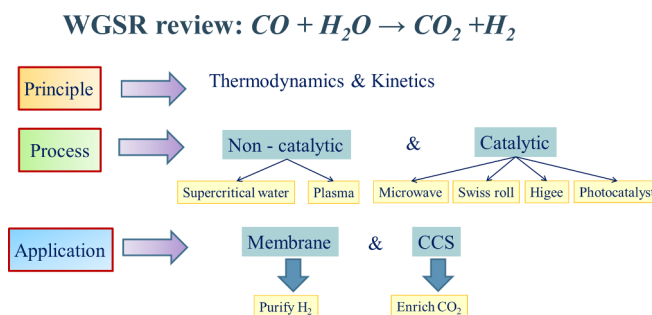 WGSR review: CO + H₂O → CO₂ +H₂
Principle
Thermodynamics & Kinetics
Process
Non - catalytic & Catalytic
Supercritical water Plasma Microwave Swiss roll Higee Photocatalyst
Application
Membrane & CCS
Purify H₂ Enrich CO₂